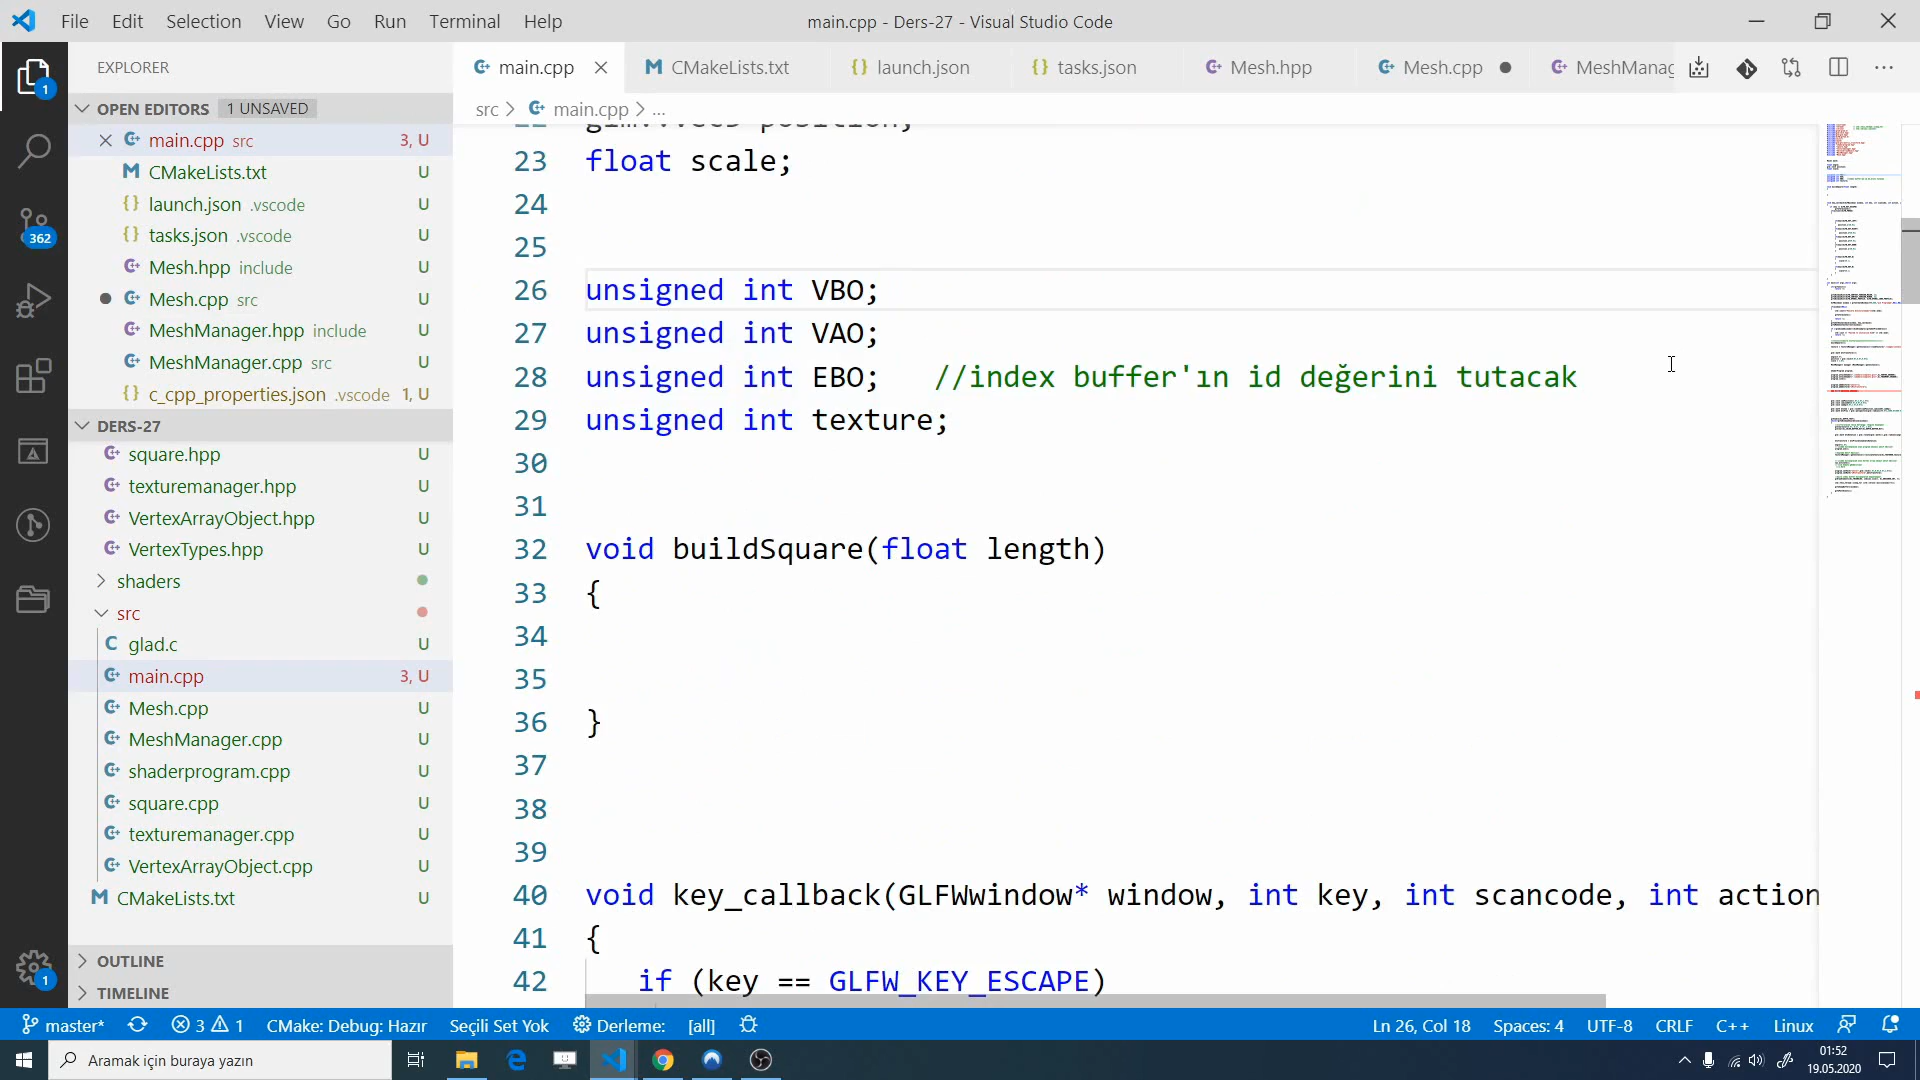 File Edit Selection View Go Run Terminal Help
main.cpp - Ders-27 - Visual Studio Code
EXPLORER
OPEN EDITORS 1 UNSAVED
main.cpp src 3, U
CMakeLists.txt U
launch.json .vscode U
tasks.json .vscode U
Mesh.hpp include U
Mesh.cpp src U
MeshManager.hpp include U
MeshManager.cpp src U
c_cpp_properties.json .vscode 1, U
DERS-27
square.hpp U
texturemanager.hpp U
VertexArrayObject.hpp U
VertexTypes.hpp U
shaders
src
glad.c U
main.cpp 3, U
Mesh.cpp U
MeshManager.cpp U
shaderprogram.cpp U
square.cpp U
texturemanager.cpp U
VertexArrayObject.cpp U
CMakeLists.txt U
OUTLINE
TIMELINE
1
362
1
main.cpp CMakeLists.txt launch.json tasks.json Mesh.hpp Mesh.cpp MeshManag
src > main.cpp > ...
23 float scale;
24
25
26 unsigned int VBO;
27 unsigned int VAO;
28 unsigned int EBO; //index buffer'ın id değerini tutacak
29 unsigned int texture;
30
31
32 void buildSquare(float length)
33 {
34
35
36 }
37
38
39
40 void key_callback(GLFWwindow* window, int key, int scancode, int action
41 {
42 if (key == GLFW_KEY_ESCAPE)
master* 3 1 CMake: Debug: Hazır Seçili Set Yok Derleme: [all] Ln 26, Col 18 Spaces: 4 UTF-8 CRLF C++ Linux
Aramak için buraya yazın
01:52
19.05.2020